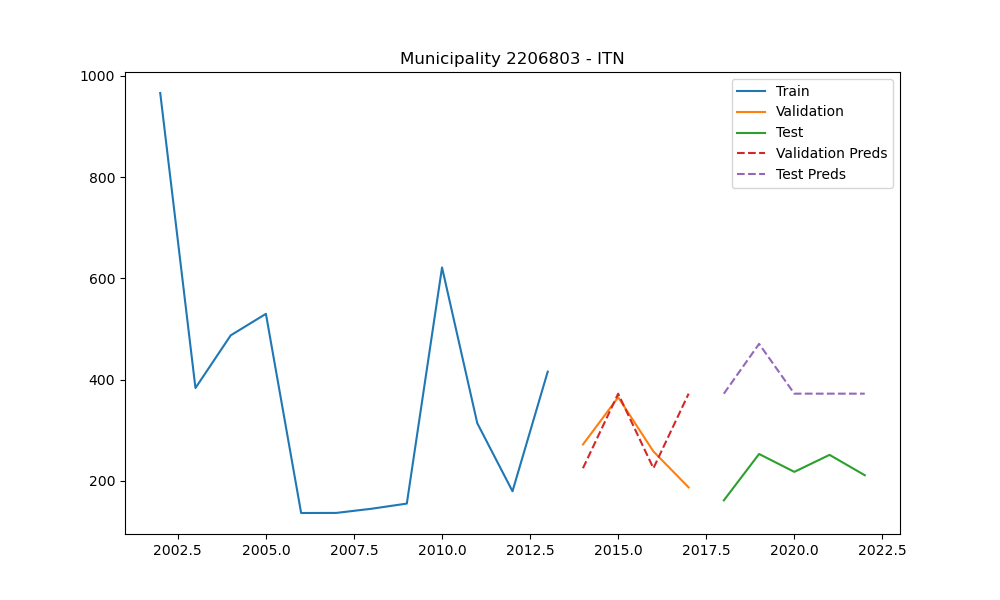 Municipality 2206803 - ITN
1000
800
600
400
200
2002.5 2005.0 2007.5 2010.0 2012.5 2015.0 2017.5 2020.0 2022.5
Train
Validation
Test
Validation Preds
Test Preds